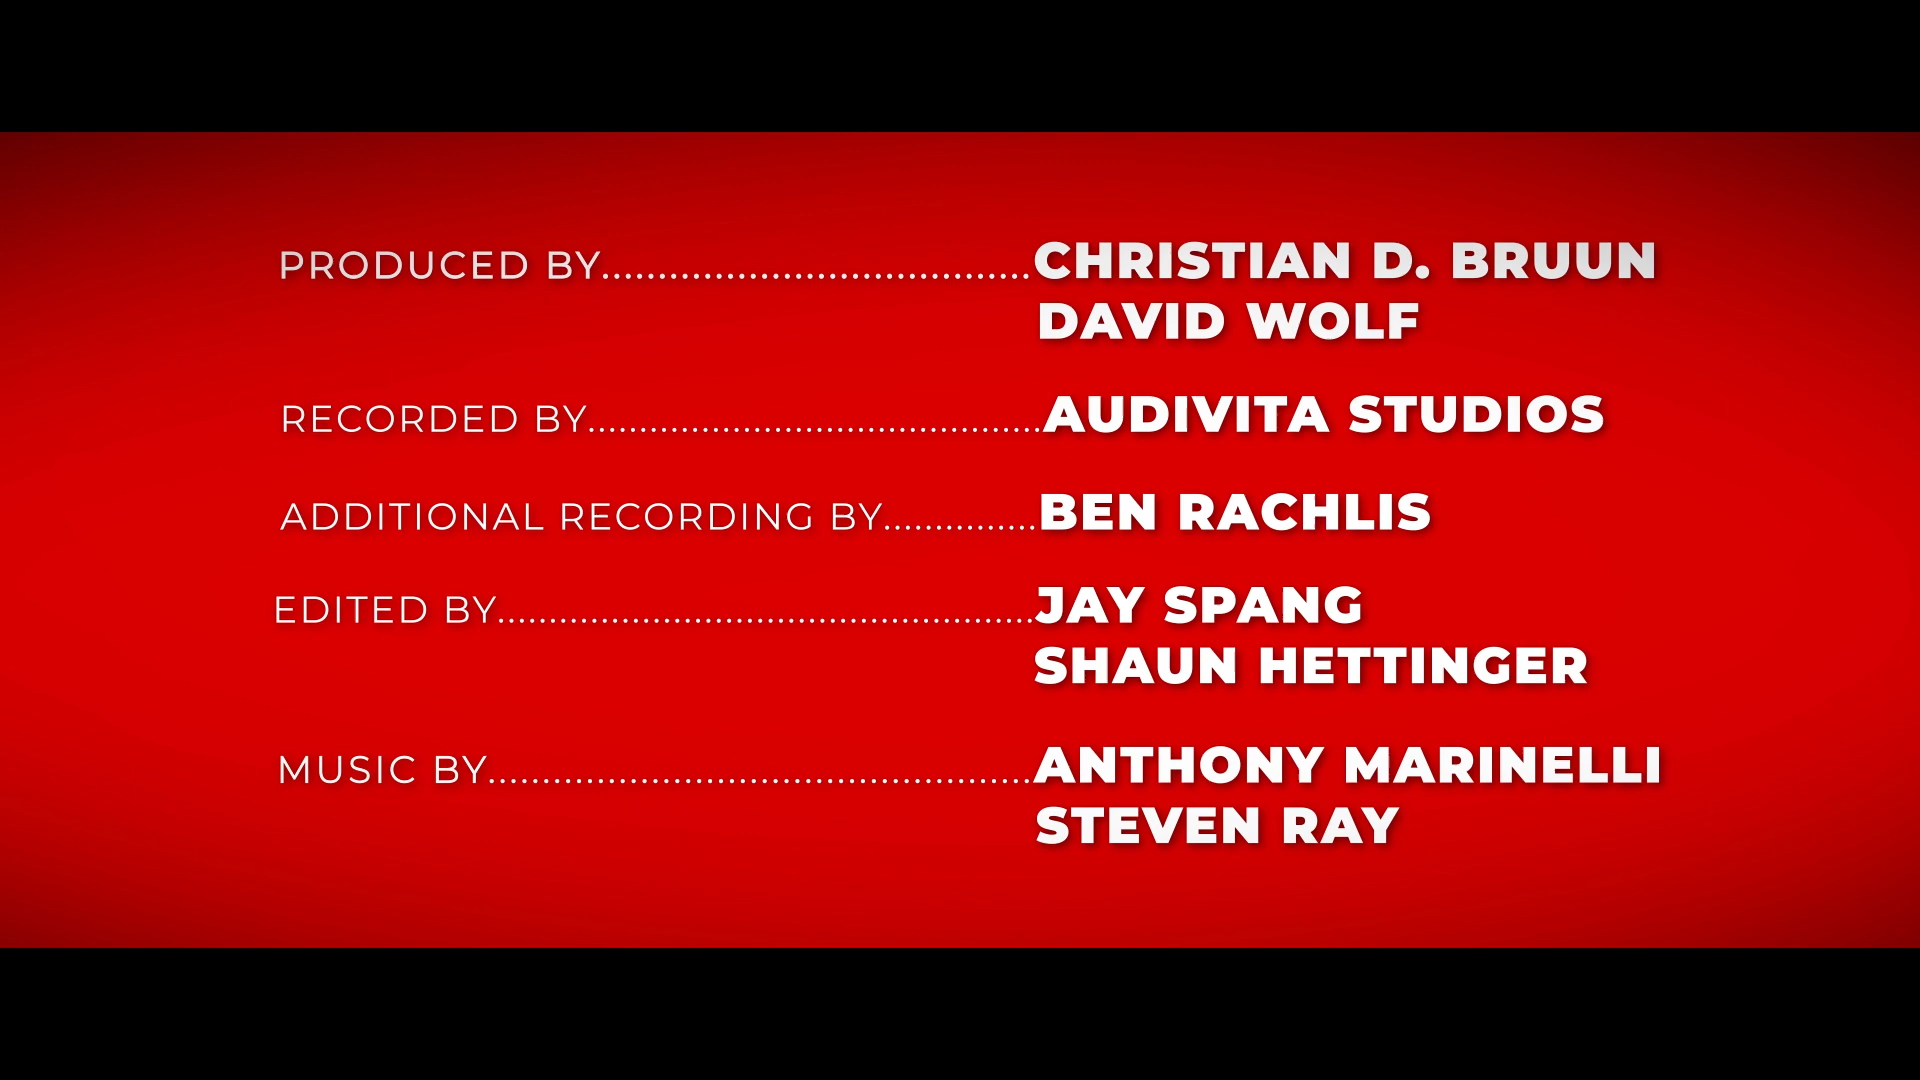 PRODUCED BY......................................CHRISTIAN D. BRUUN
DAVID WOLF
RECORDED BY........................................AUDIVITA STUDIOS
ADDITIONAL RECORDING BY..............BEN RACHLIS
EDITED BY................................................JAY SPANG
SHAUN HETTINGER
MUSIC BY................................................ANTHONY MARINELLI
STEVEN RAY